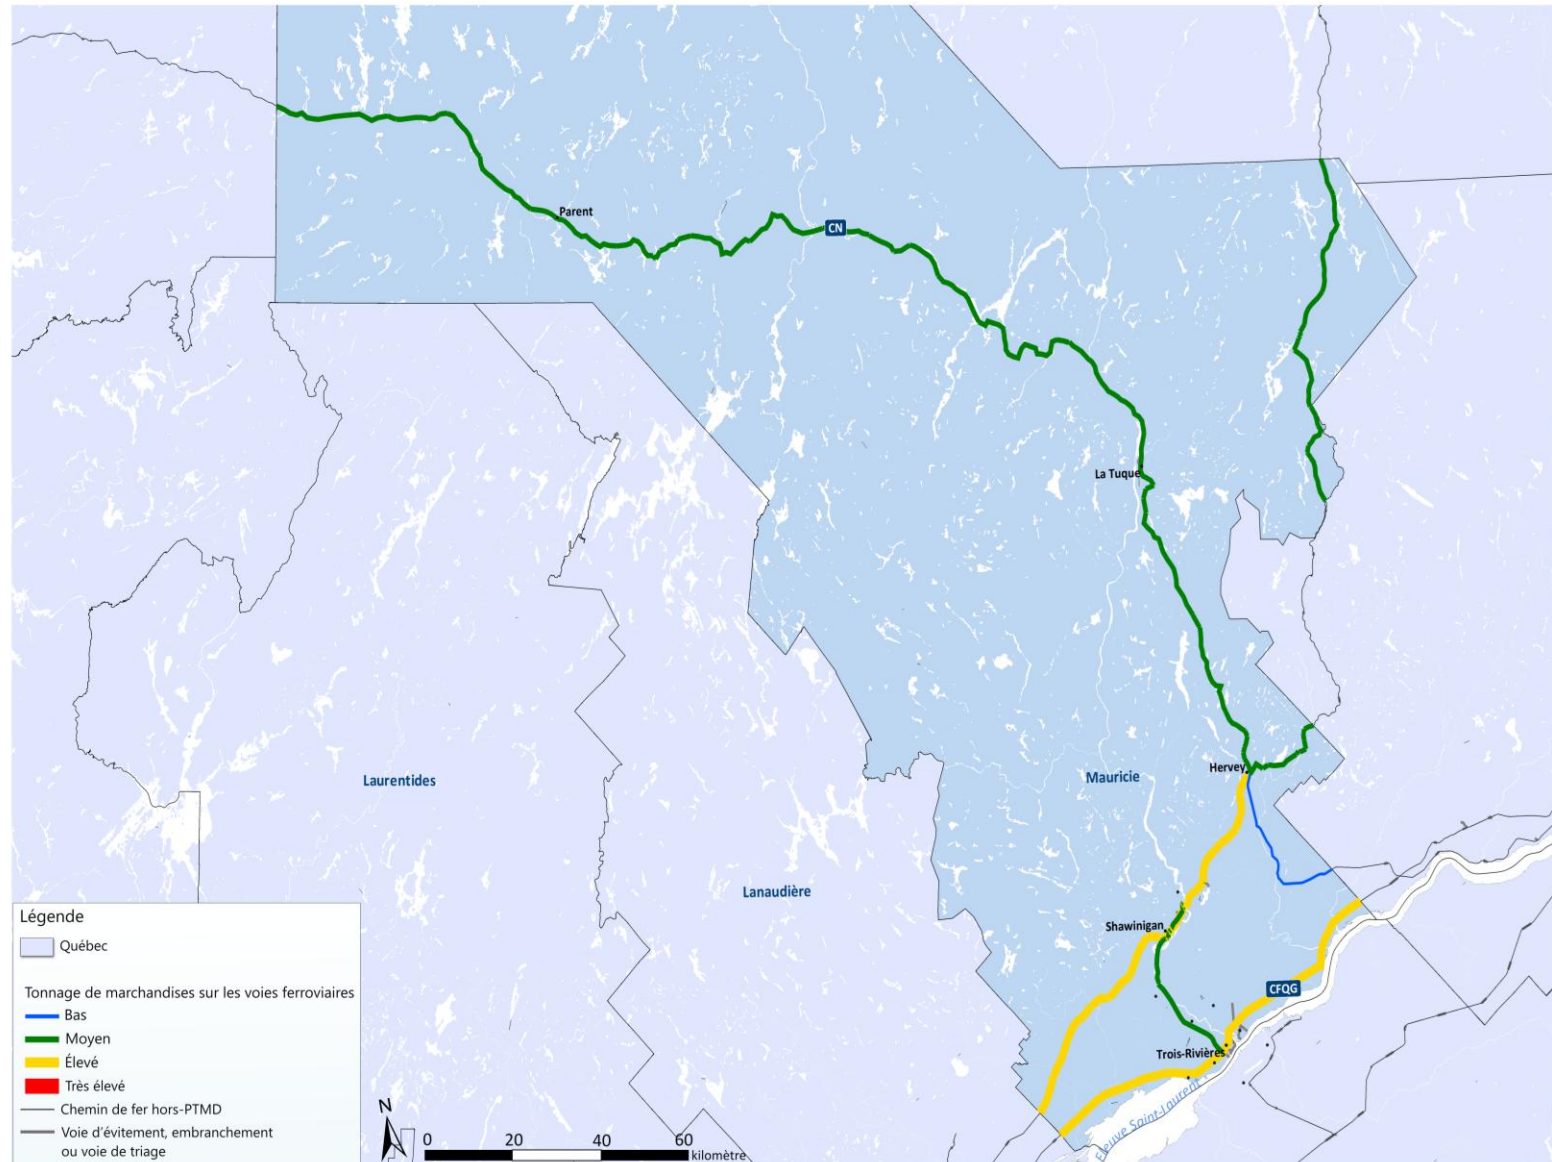 Parent
CN
La Tuque
Hervey
Mauricie
Laurentides
Lanaudière
Shawinigan
CFQG
Trois-Rivières
Fleuve Saint-Laurent
Légende
Québec
Tonnage de marchandises sur les voies ferroviaires
Bas
Moyen
Élevé
Très élevé
Chemin de fer hors-PTMD
Voie d'évitement, embranchement
ou voie de triage
N
0 20 40 60
kilomètre